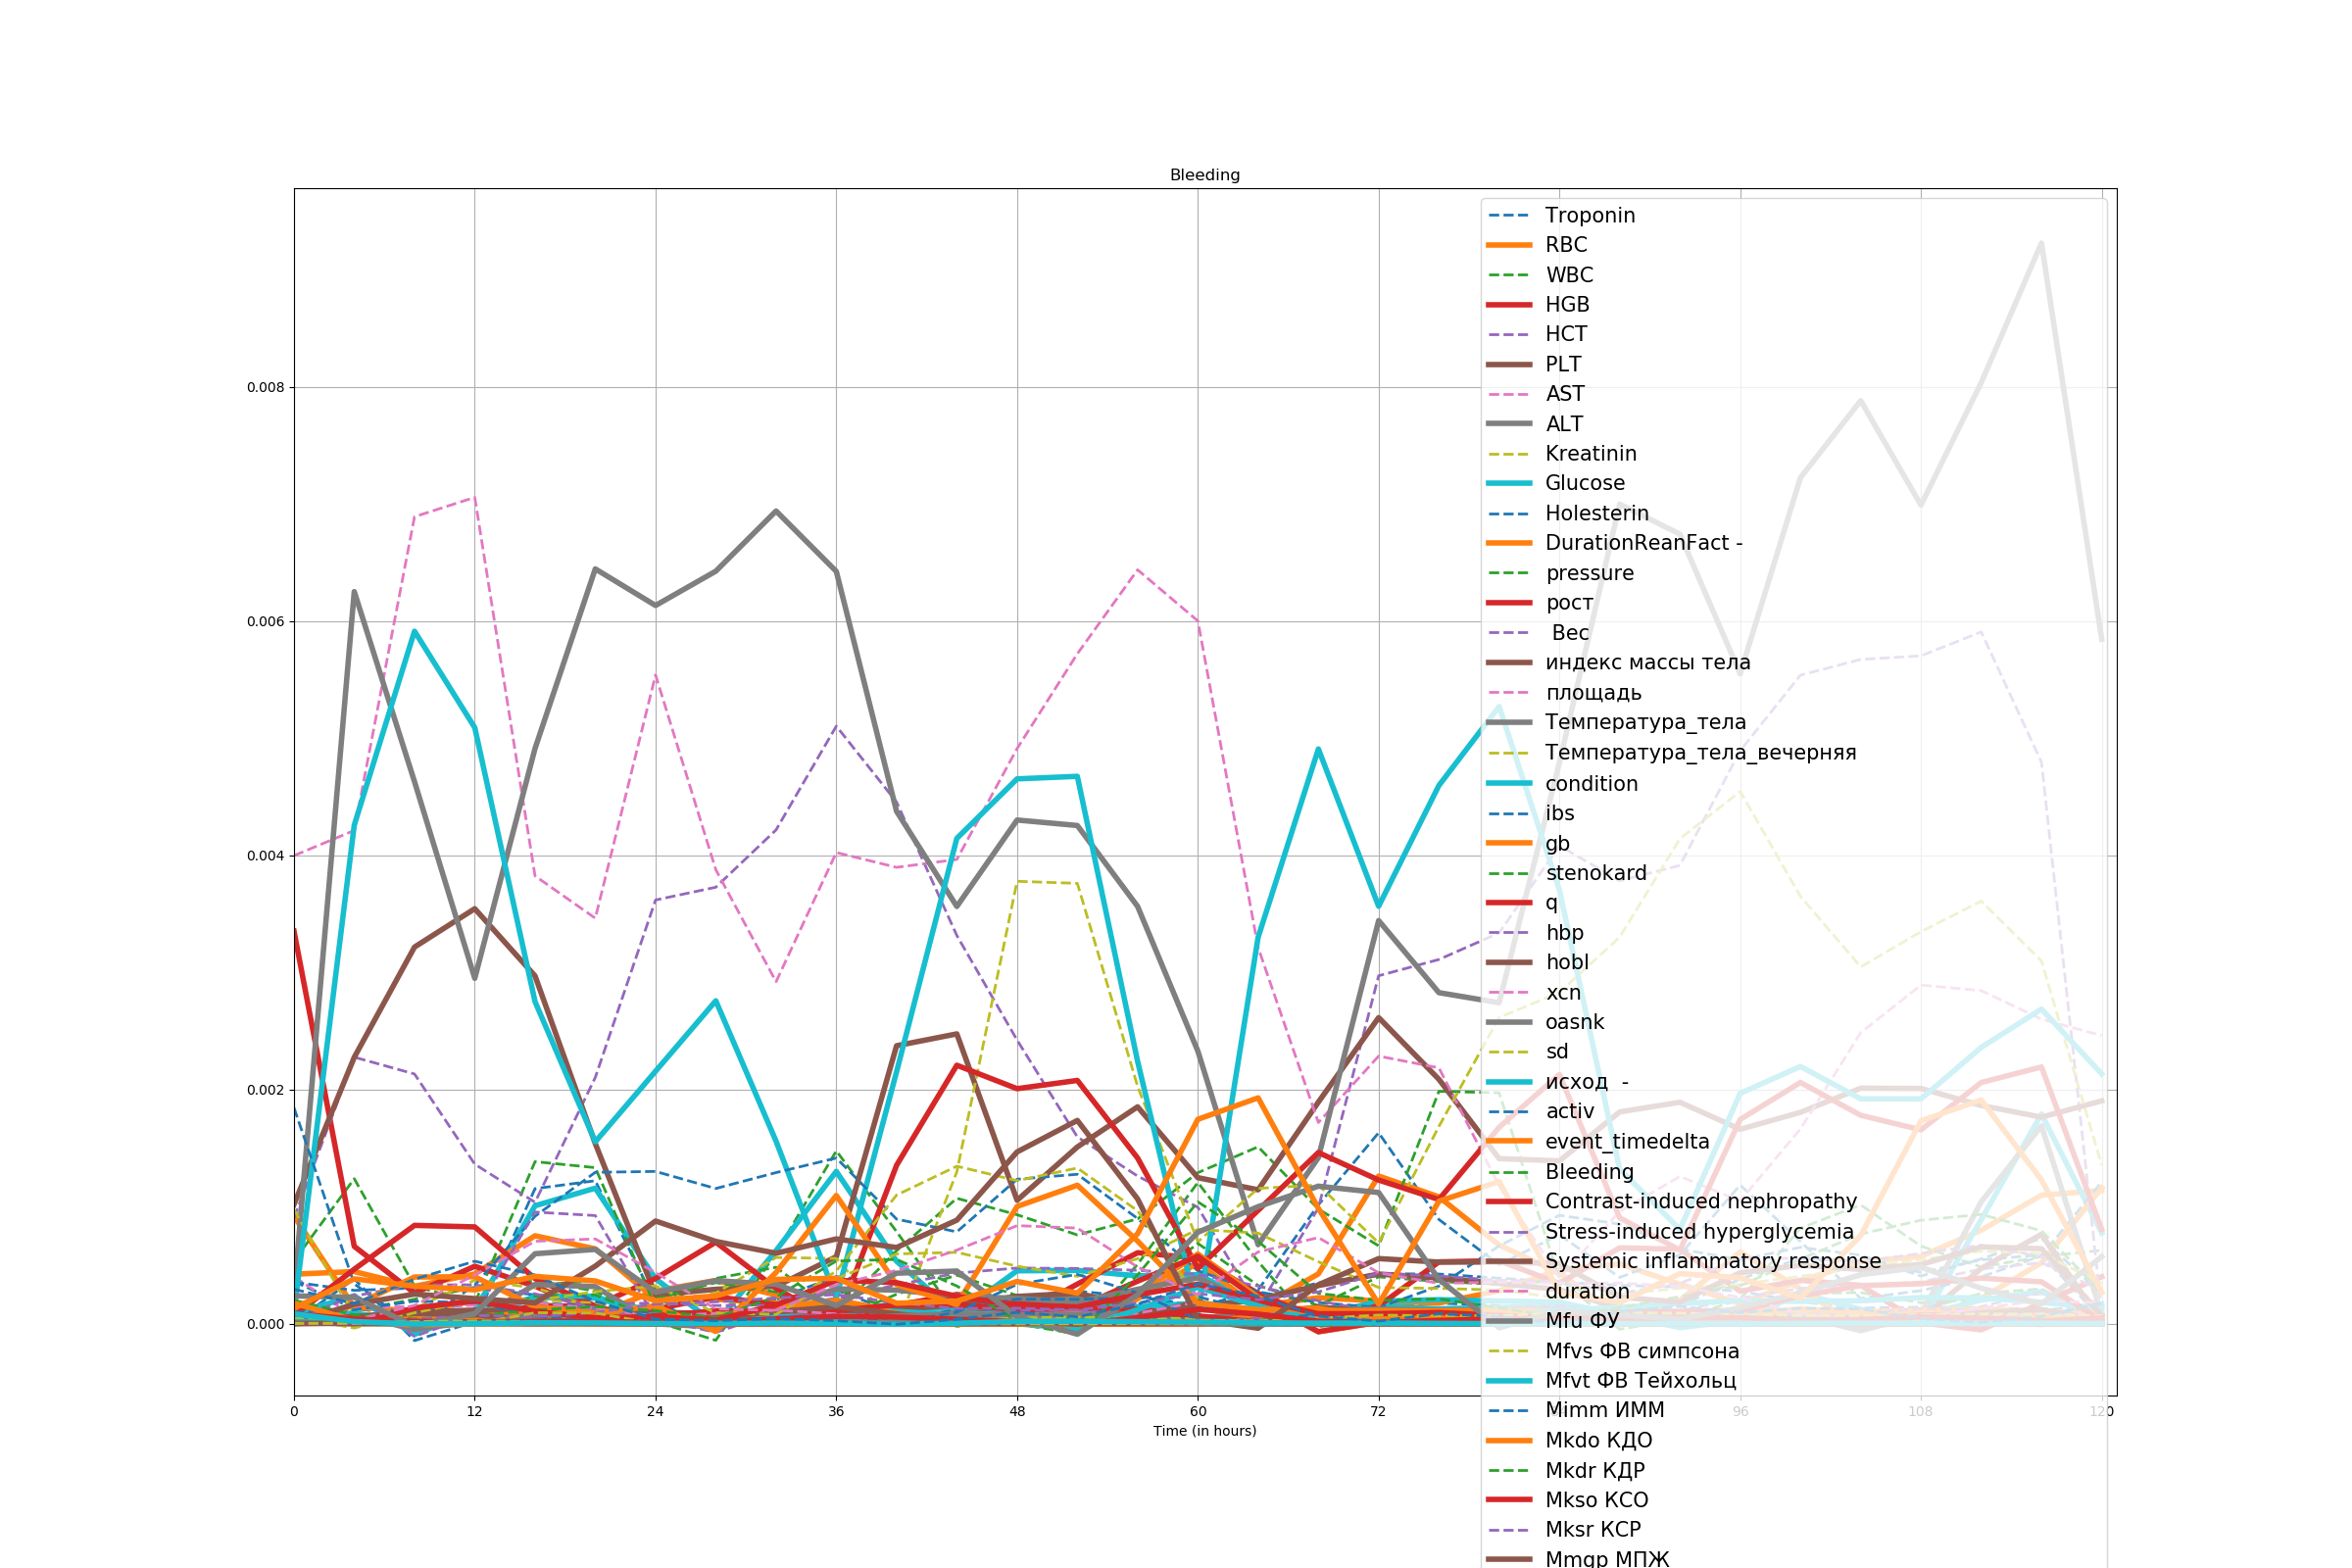 Bleeding
0.008
0.006
0.004
0.002
0.000
0
12
24
36
48
60
72
96
108
120
Time (in hours)
Troponin
RBC
WBC
HGB
HCT
PLT
AST
ALT
Kreatinin
Glucose
Holesterin
DurationReanFact -
pressure
рост
Вес
индекс массы тела
площадь
Температура_тела
Температура_тела_вечерняя
condition
ibs
gb
stenokard
q
hbp
hobl
xcn
oasnk
sd
исход -
activ
event_timedelta
Bleeding
Contrast-induced nephropathy
Stress-induced hyperglycemia
Systemic inflammatory response
duration
Mfu ФУ
Mfvs ФВ симпсона
Mfvt ФВ Тейхольц
Mimm ИММ
Mkdo КДО
Mkdr КДР
Mkso КСО
Mksr КСР
Mmgp МПЖ